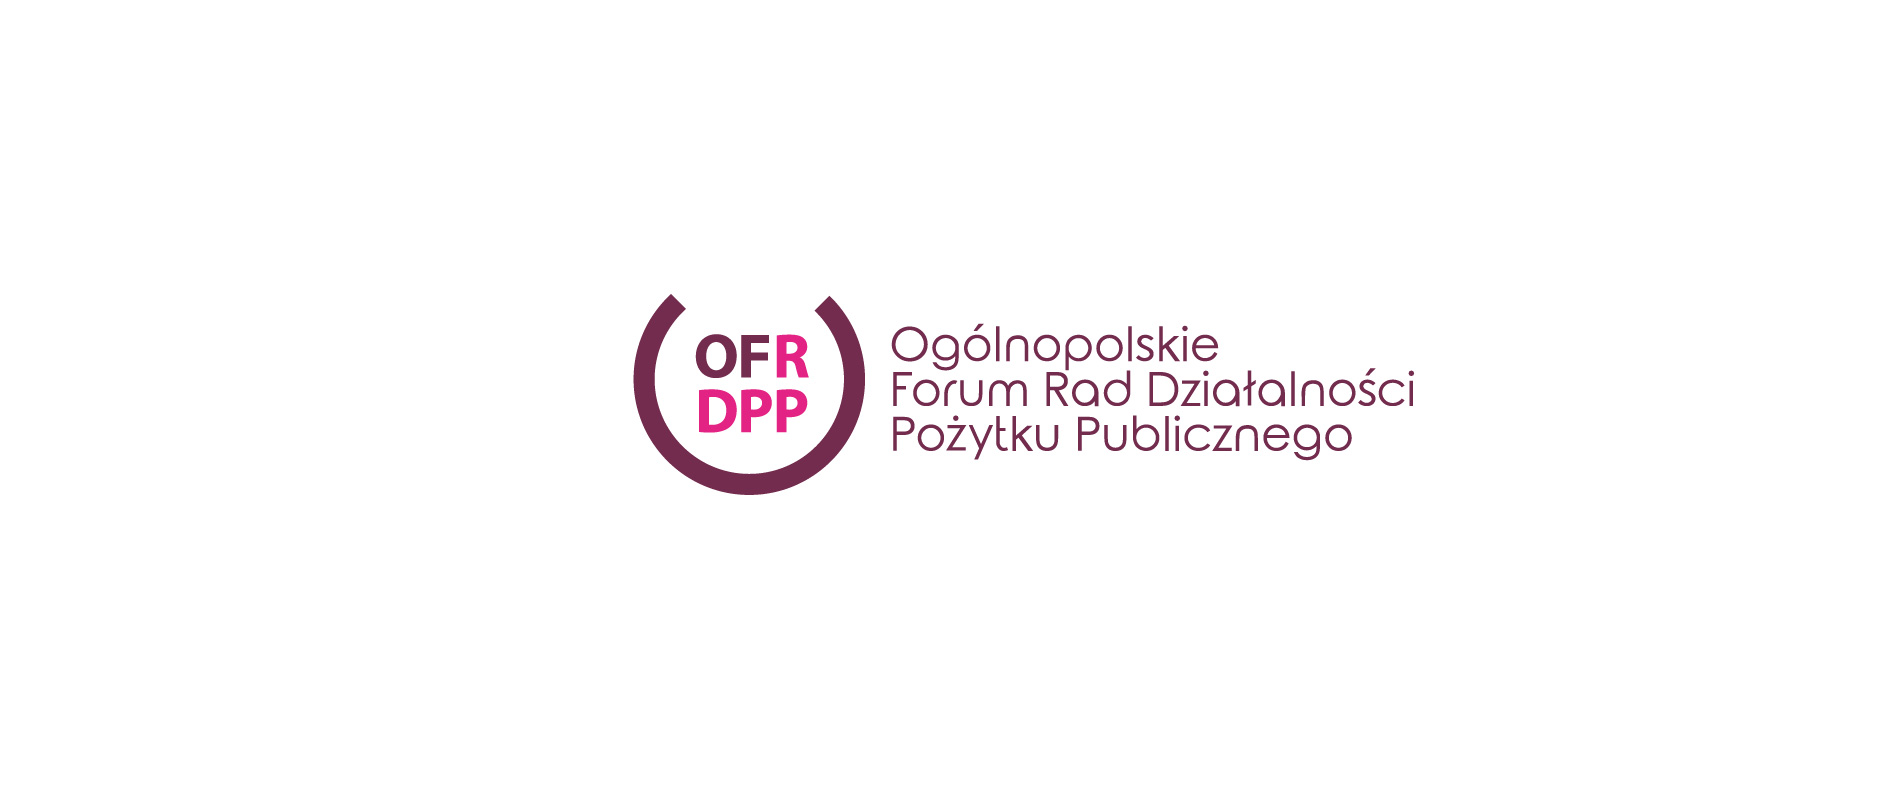 OFR
DPP
Ogólnopolskie
Forum Rad Działalności
Pożytku Publicznego